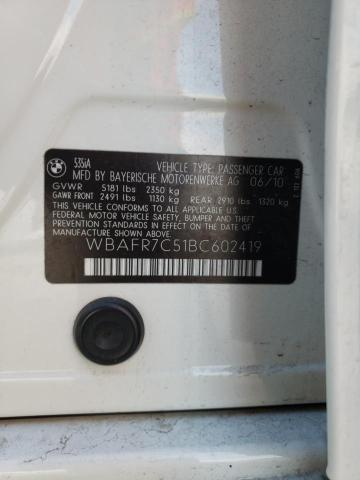 BMW
535iA
VEHICLE TYPE: PASSENGER CAR
MFD BY BAYERISCHE MOTORENWERKE AG 06/10
GVWR 5181 lbs 2350 kg
GAWR FRONT 2491 lbs 1130 kg REAR 2910 lbs 1320 kg
THIS VEHICLE CONFORMS TO ALL APPLICABLE FEDERAL MOTOR
VEHICLE SAFETY, BUMPER, AND THEFT
PREVENTION STANDARDS IN EFFECT ON THE DATE OF
MANUFACTURE SHOWN ABOVE.
WBAFR7C51BC602419